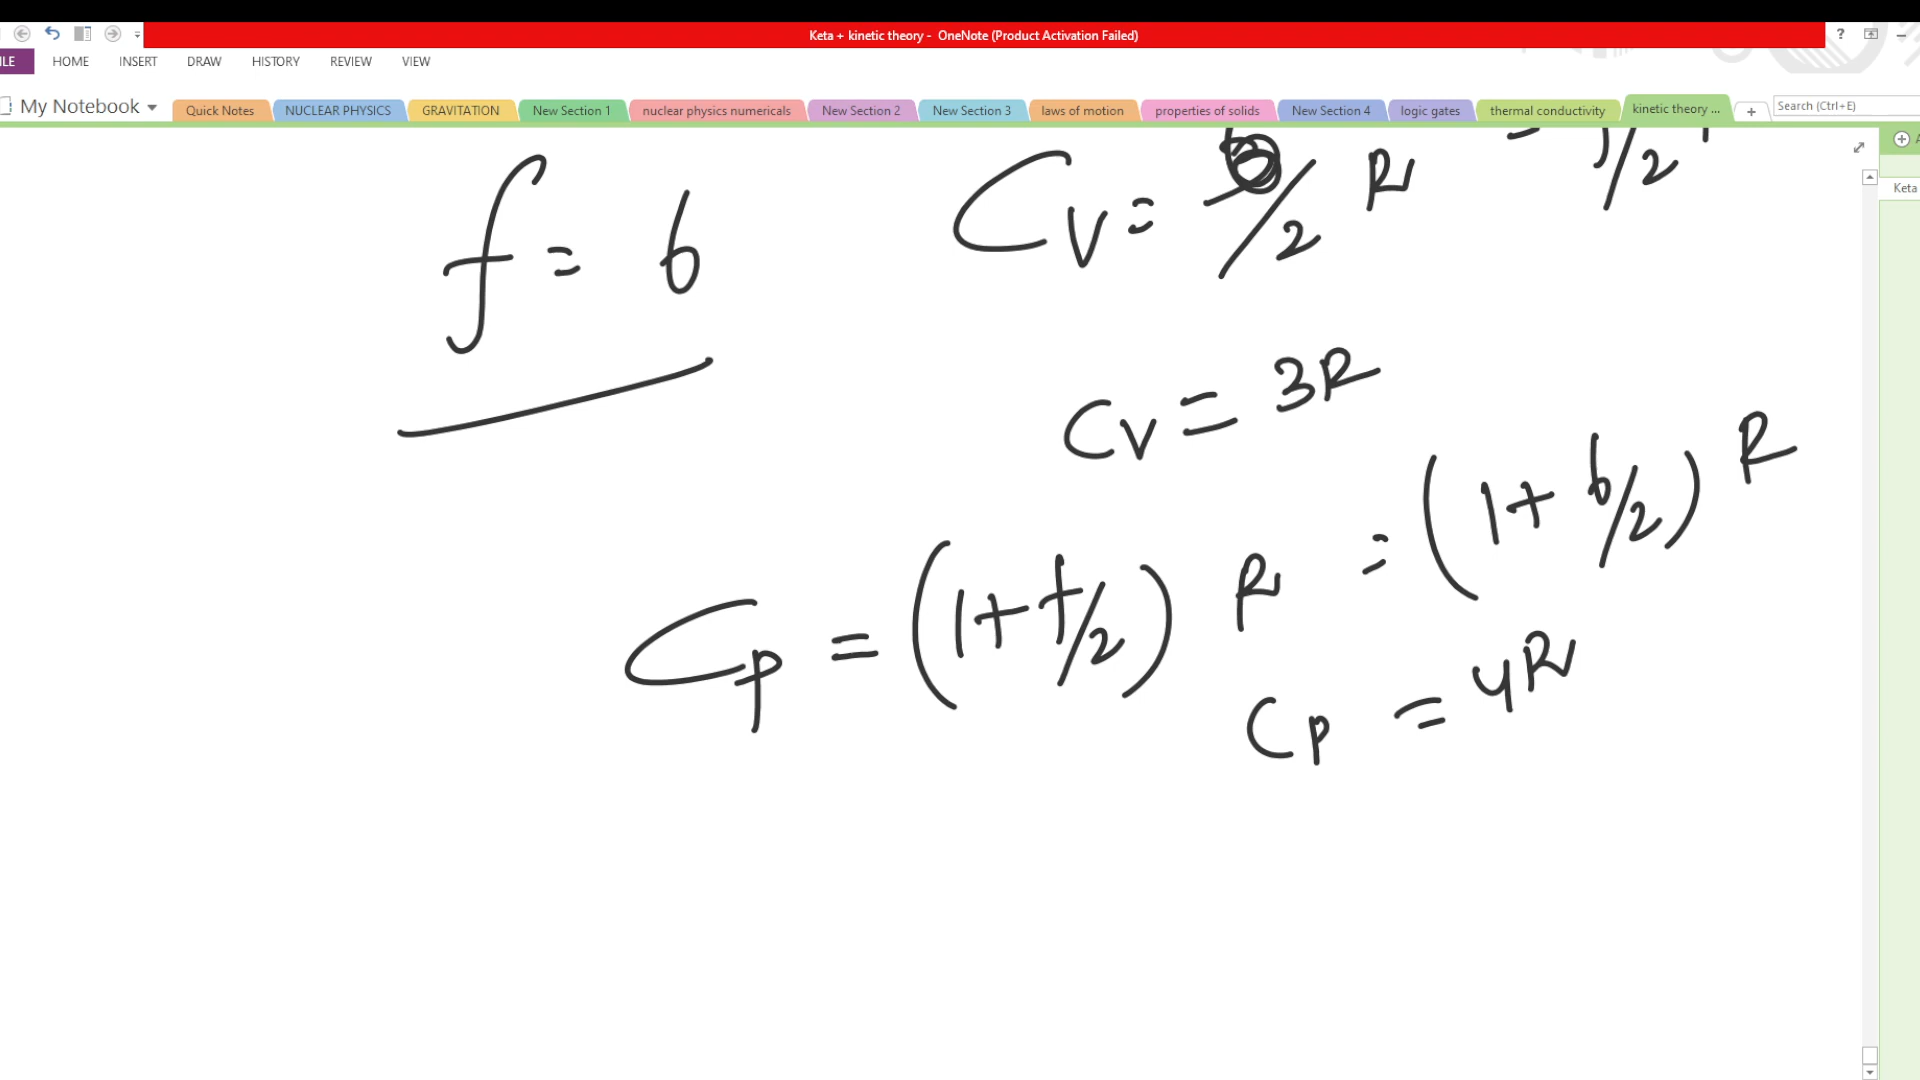 Keta + kinetic theory - OneNote (Product Activation Failed)
?
ILE HOME INSERT DRAW HISTORY REVIEW VIEW
My Notebook Quick Notes NUCLEAR PHYSICS GRAVITATION New Section 1 nuclear physics numericals New Section 2 New Section 3 laws of motion properties of solids New Section 4 logic gates thermal conductivity kinetic theory ... + Search (Ctrl+E)
Keta
f = 6
Cv = /2 R
Cv = 3R
Cp = (1+f/2) R = (1+6/2) R
Cp = 4R